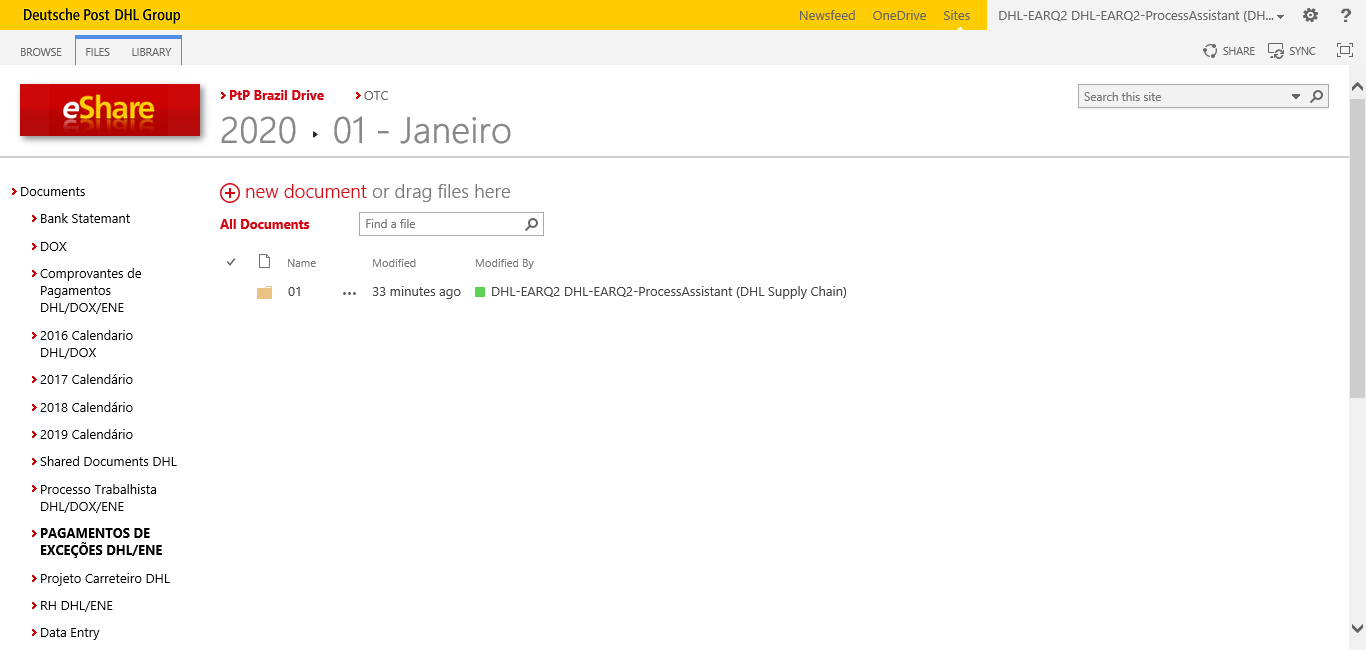 Deutsche Post DHL Group
Newsfeed OneDrive Sites DHL-EARQ2 DHL-EARQ2-ProcessAssistant (DH... ?
BROWSE FILES LIBRARY SHARE SYNC
eShare
PtP Brazil Drive OTC
Search this site
2020 01 - Janeiro
Documents
Bank Statemant
DOX
Comprovantes de
Pagamentos
DHL/DOX/ENE
2016 Calendario
DHL/DOX
2017 Calendário
2018 Calendário
2019 Calendário
Shared Documents DHL
Processo Trabalhista
DHL/DOX/ENE
PAGAMENTOS DE
EXCEÇÕES DHL/ENE
Projeto Carreteiro DHL
RH DHL/ENE
Data Entry
new document or drag files here
All Documents Find a file
Name Modified Modified By
01 ... 33 minutes ago DHL-EARQ2 DHL-EARQ2-ProcessAssistant (DHL Supply Chain)